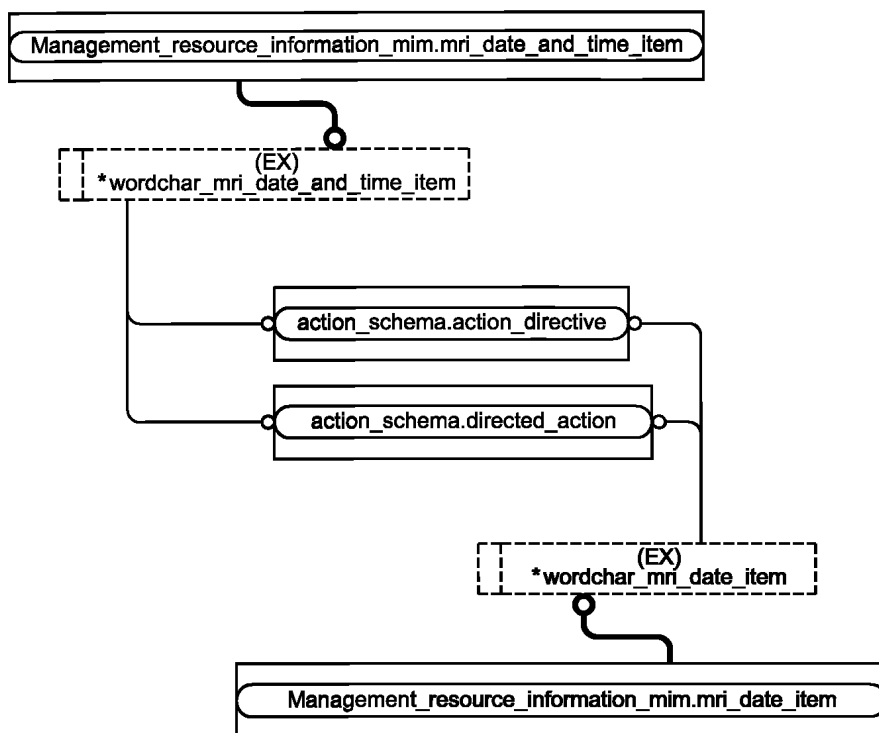 Management_resource_information_mim.mri_date_and_time_item
(EX)
*wordchar_mri_date_and_time_item
action_schema.action_directive
action_schema.directed_action
(EX)
*wordchar_mri_date_item
Management_resource_information_mim.mri_date_item